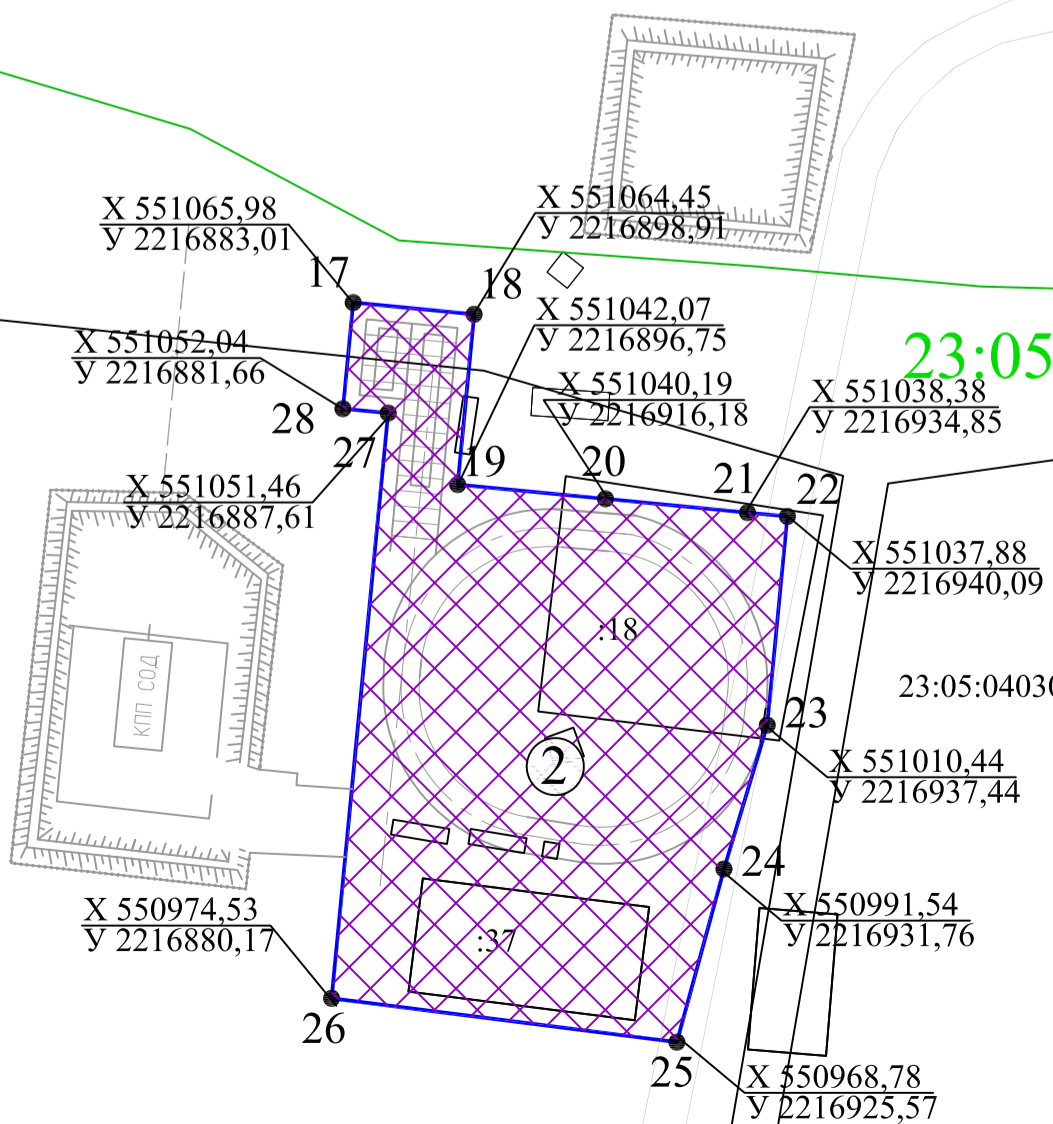 X 551065,98
У 2216883,01
X 551064,45
У 2216898,91
17
18
X 551042,07
У 2216896,75
X 551052,04
У 2216881,66
23:05
X 551040,19
У 2216916,18
X 551038,38
У 2216934,85
28
27
19
20
21
22
X 551051,46
У 2216887,61
X 551037,88
У 2216940,09
:18
КПП СОД
23:05:04030
23
2
X 551010,44
У 2216937,44
24
X 550974,53
У 2216880,17
X 550991,54
У 2216931,76
:37
26
25
X 550968,78
У 2216925,57